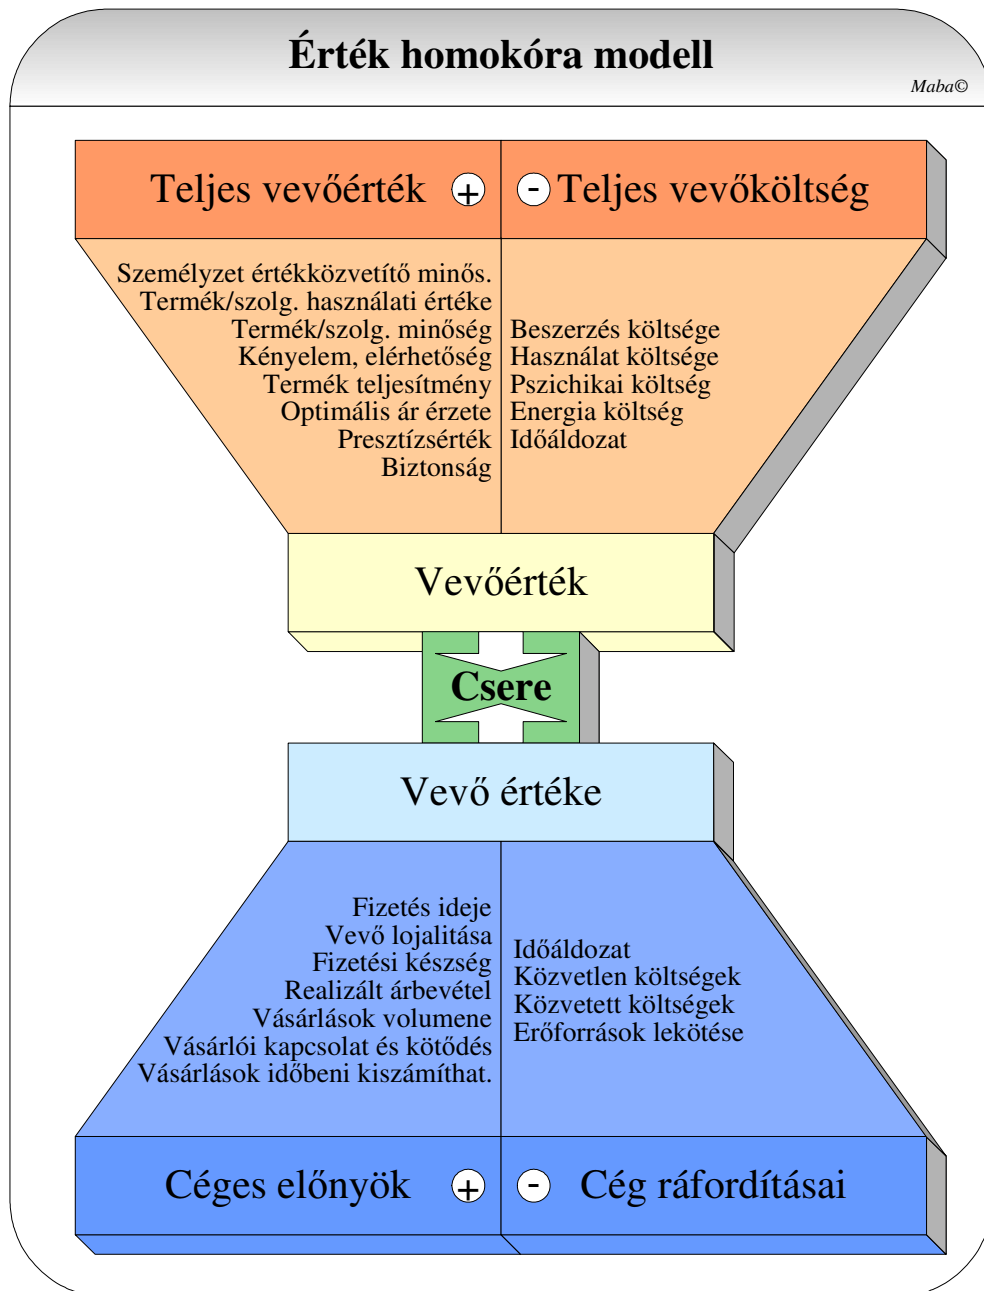 Érték homokóra modell
Maba©
Teljes vevőérték +
- Teljes vevőköltség
Személyzet értékközvetítő minős.
Termék/szolg. használati értéke
Termék/szolg. minőség
Kényelem, elérhetőség
Termék teljesítmény
Optimális ár érzete
Presztízsérték
Biztonság
Beszerzés költsége
Használat költsége
Pszichikai költség
Energia költség
Időáldozat
Vevőérték
Csere
Vevő értéke
Fizetés ideje
Vevő lojalitása
Fizetési készség
Realizált árbevétel
Vásárlások volumene
Vásárlói kapcsolat és kötődés
Vásárlások időbeni kiszámíthat.
Időáldozat
Közvetlen költségek
Közvetett költségek
Erőforrások lekötése
Céges előnyök +
- Cég ráfordításai